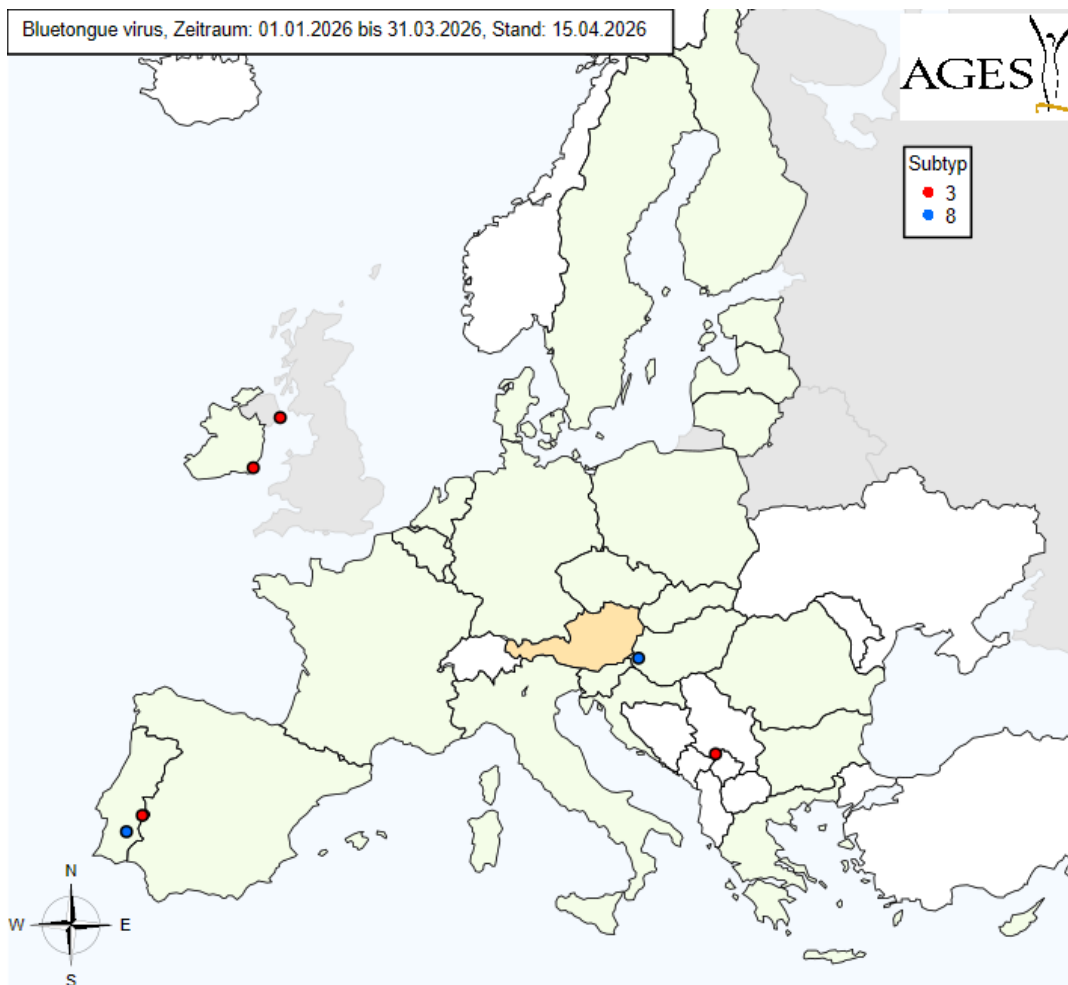 Bluetongue virus, Zeitraum: 01.01.2026 bis 31.03.2026, Stand: 15.04.2026
AGES
Subtyp
3
8
N
W
E
S